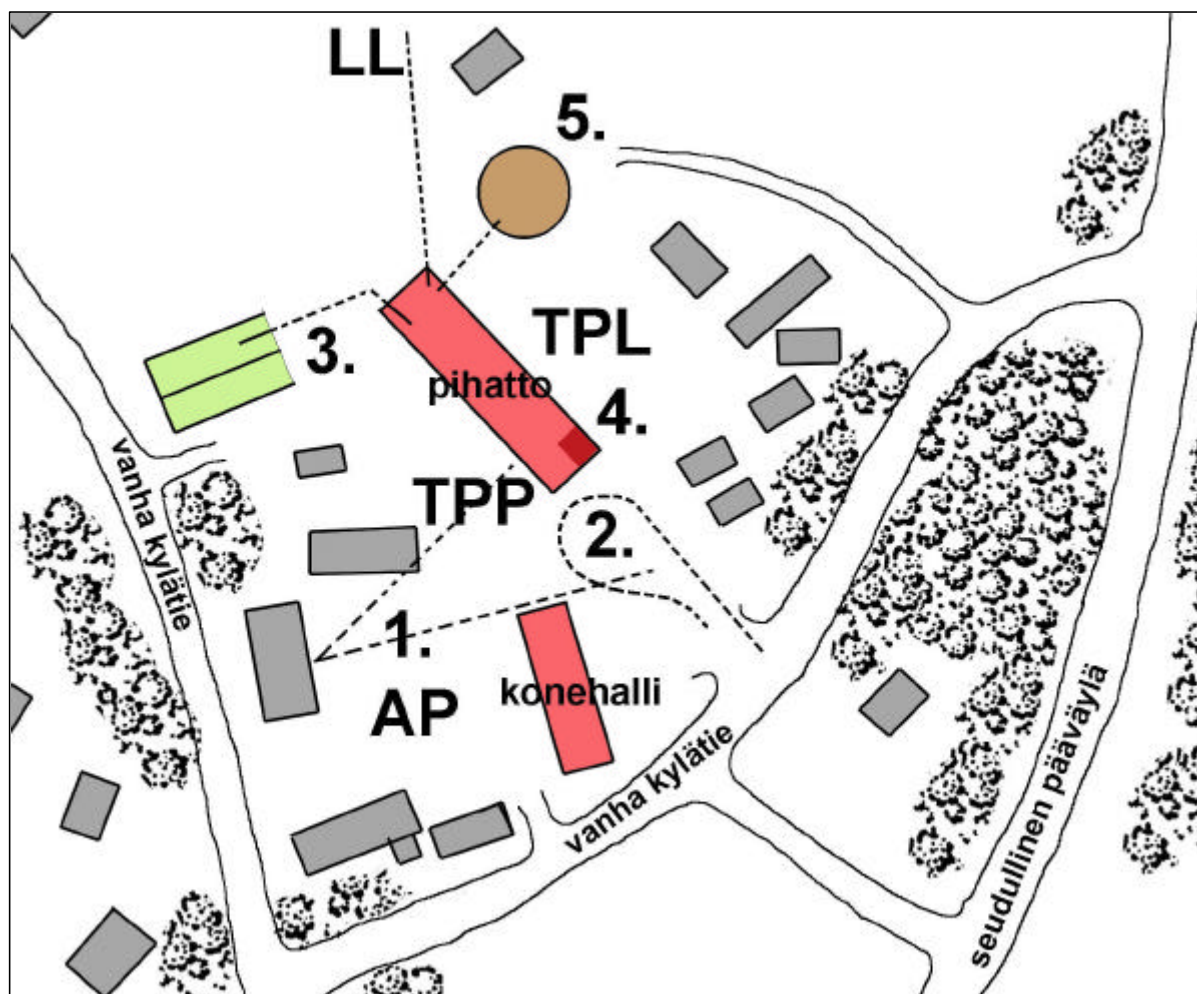 LL
5.
TPL
3.
pihatto
4.
vanha kylätie
TPP
2.
1.
AP
konehalli
vanha kylätie
seudullinen pääväylä